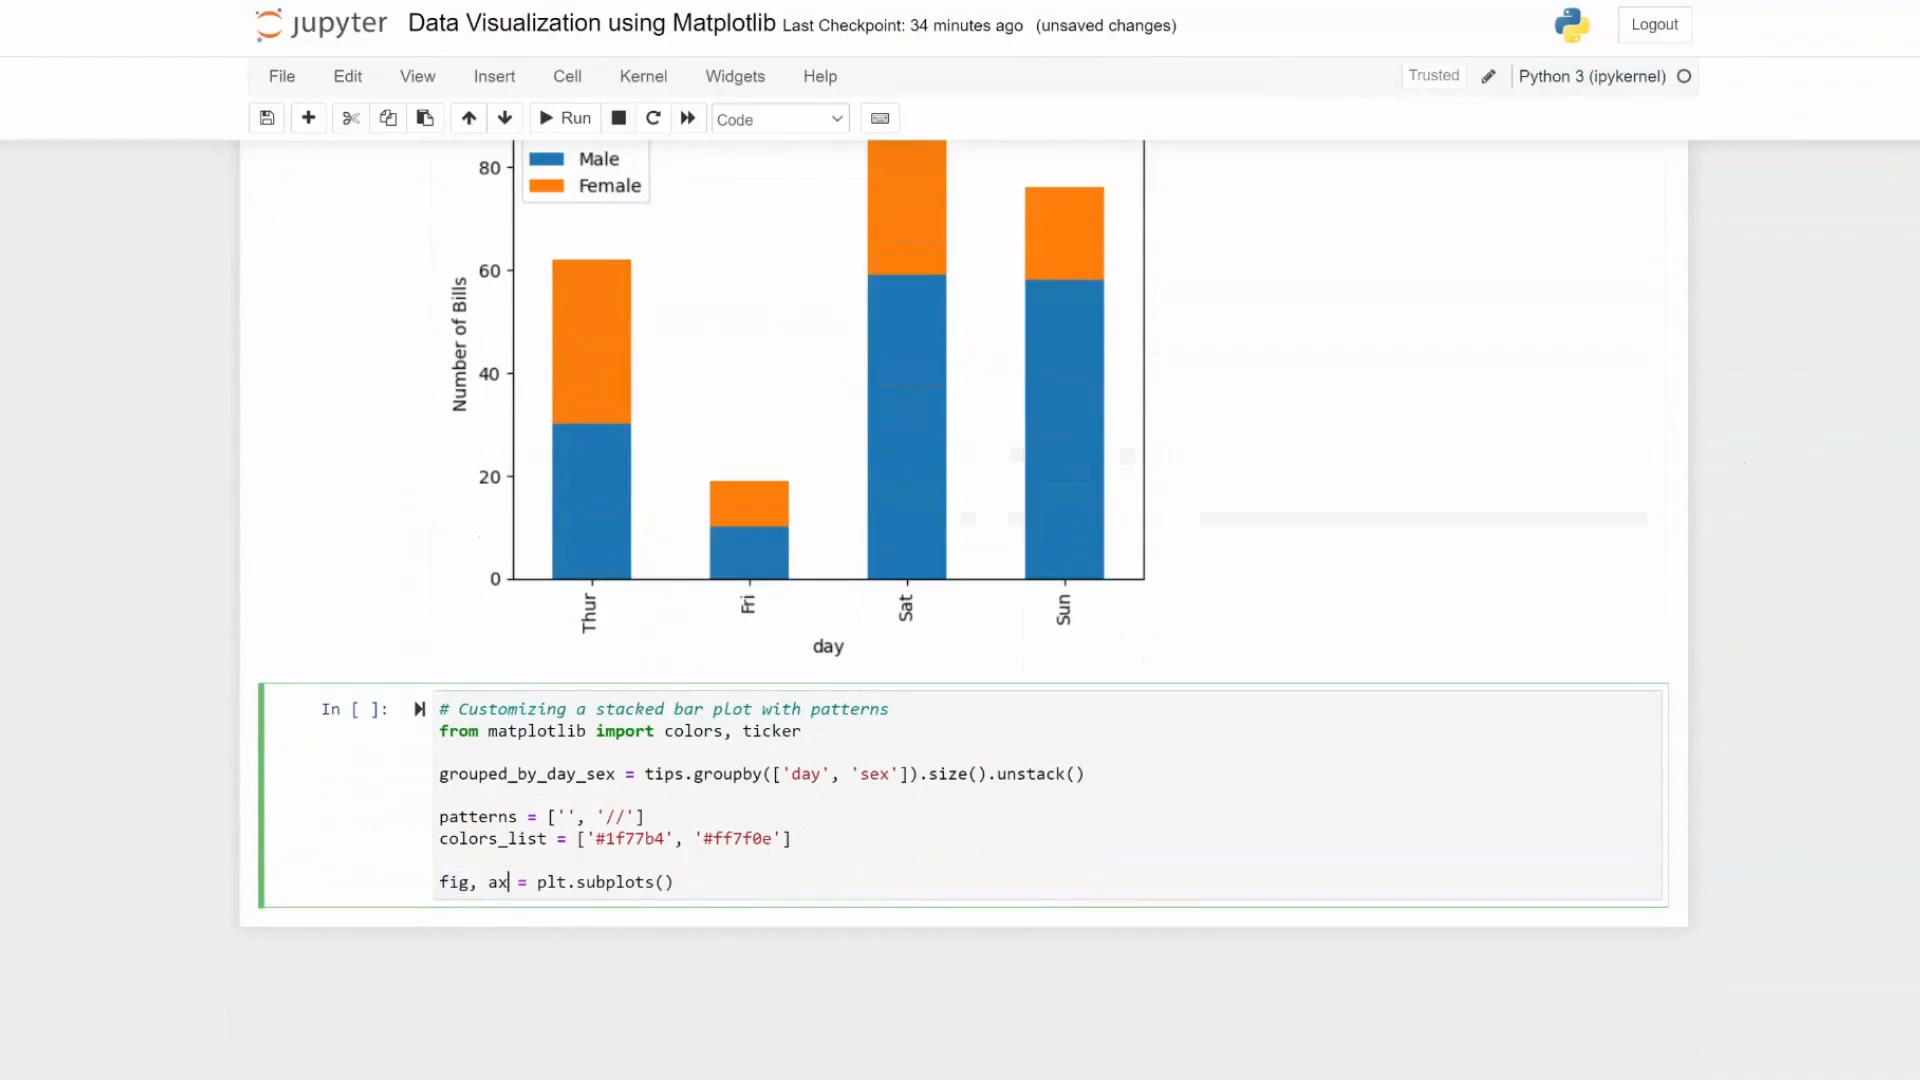 jupyter Data Visualization using Matplotlib Last Checkpoint: 34 minutes ago (unsaved changes) Logout
File Edit View Insert Cell Kernel Widgets Help Trusted Python 3 (ipykernel)
Run Code
80
Male
Female
60
40
20
0
Number of Bills
Thur Fri Sat Sun
day
In [ ]: # Customizing a stacked bar plot with patterns
from matplotlib import colors, ticker
grouped_by_day_sex = tips.groupby(['day', 'sex']).size().unstack()
patterns = ['', '//']
colors_list = ['#1f77b4', '#ff7f0e']
fig, ax = plt.subplots()